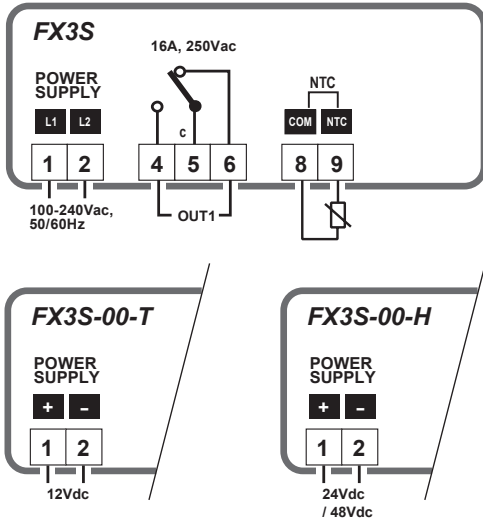 FX3S
16A, 250Vac
POWER
SUPPLY
NTC
L1 L2
COM NTC
C
1 2
4 5 6
8 9
100-240Vac,
50/60Hz
OUT1
FX3S-00-T
POWER
SUPPLY
+ -
1 2
12Vdc
FX3S-00-H
POWER
SUPPLY
+ -
1 2
24Vdc
/ 48Vdc